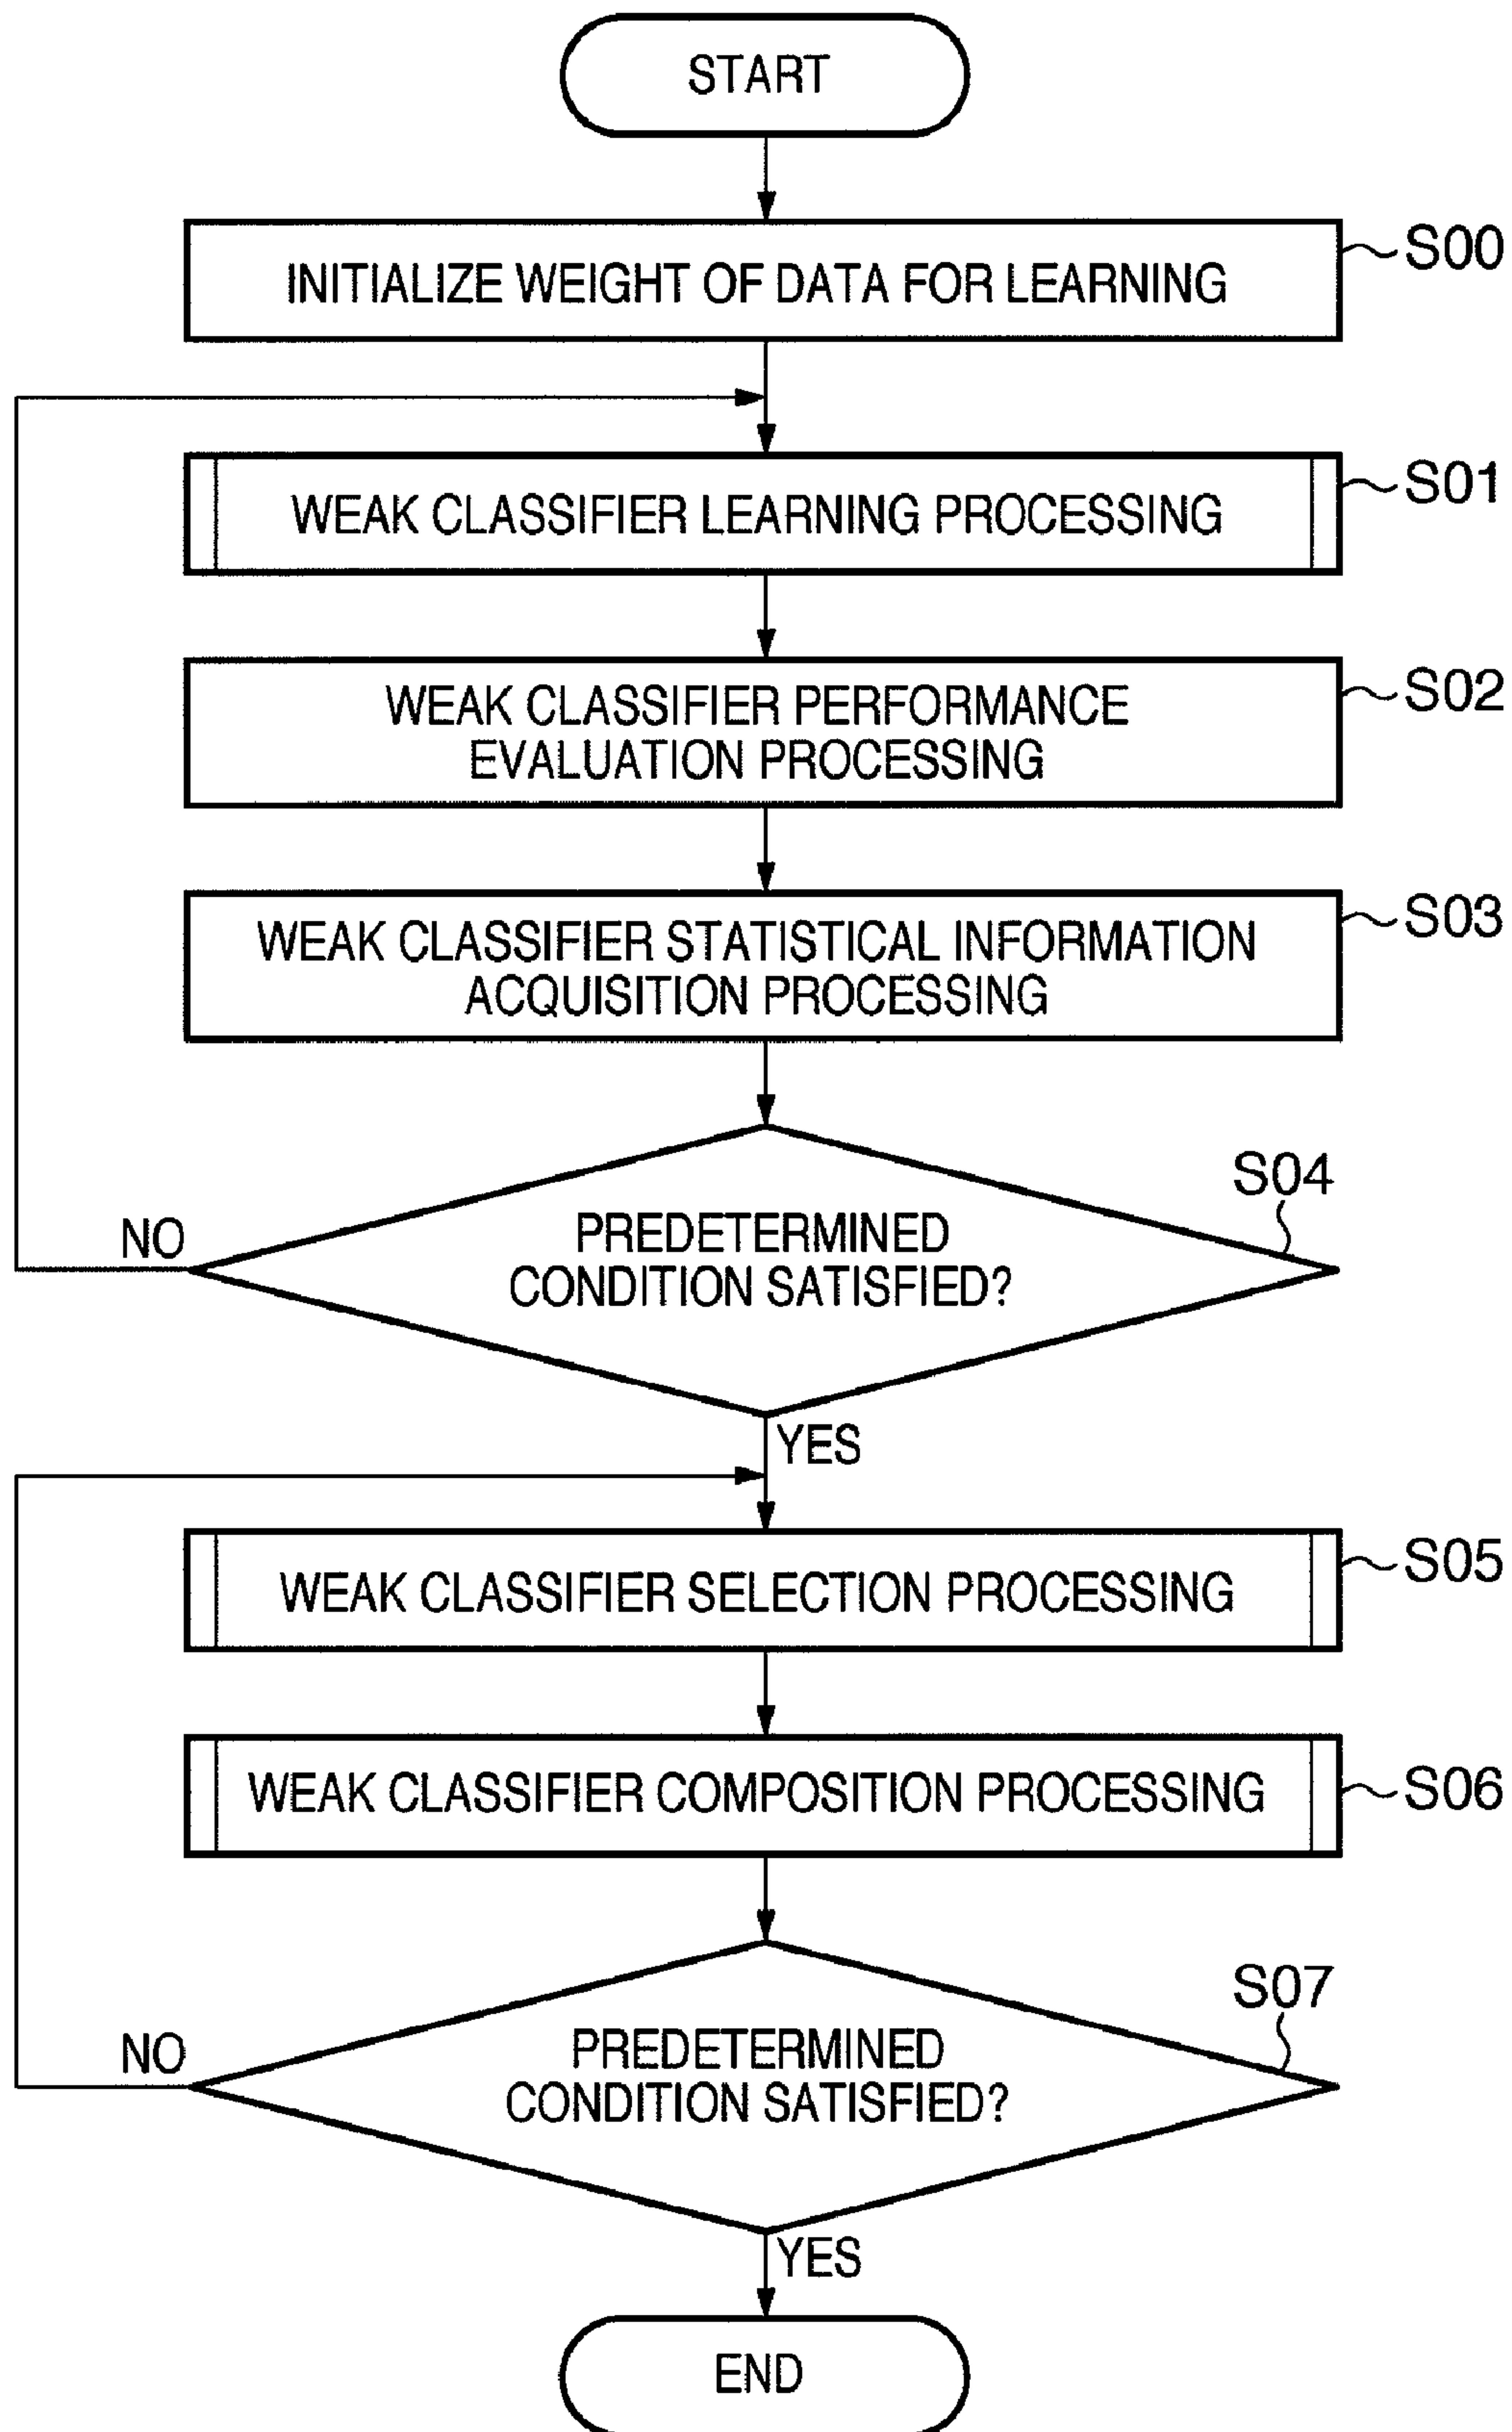 START
INITIALIZE WEIGHT OF DATA FOR LEARNING
S00
WEAK CLASSIFIER LEARNING PROCESSING
S01
WEAK CLASSIFIER PERFORMANCE
EVALUATION PROCESSING
S02
WEAK CLASSIFIER STATISTICAL INFORMATION
ACQUISITION PROCESSING
S03
S04
PREDETERMINED
CONDITION SATISFIED?
NO
YES
WEAK CLASSIFIER SELECTION PROCESSING
S05
WEAK CLASSIFIER COMPOSITION PROCESSING
S06
S07
PREDETERMINED
CONDITION SATISFIED?
NO
YES
END